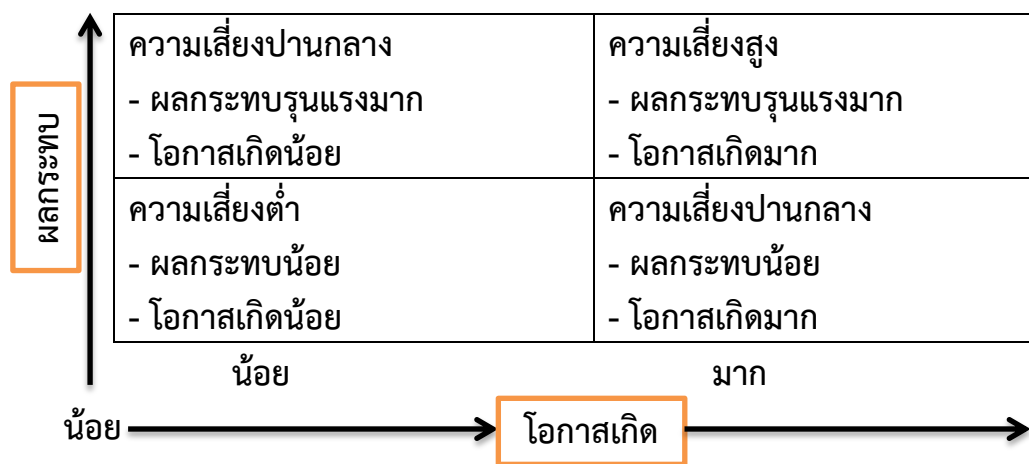 ความเสี่ยงปานกลาง
- ผลกระทบรุนแรงมาก
- โอกาสเกิดน้อย
ความเสี่ยงสูง
- ผลกระทบรุนแรงมาก
- โอกาสเกิดมาก
ผลกระทบ
ความเสี่ยงต่ำ
- ผลกระทบน้อย
- โอกาสเกิดน้อย
ความเสี่ยงปานกลาง
- ผลกระทบน้อย
- โอกาสเกิดมาก
น้อย
มาก
น้อย
โอกาสเกิด